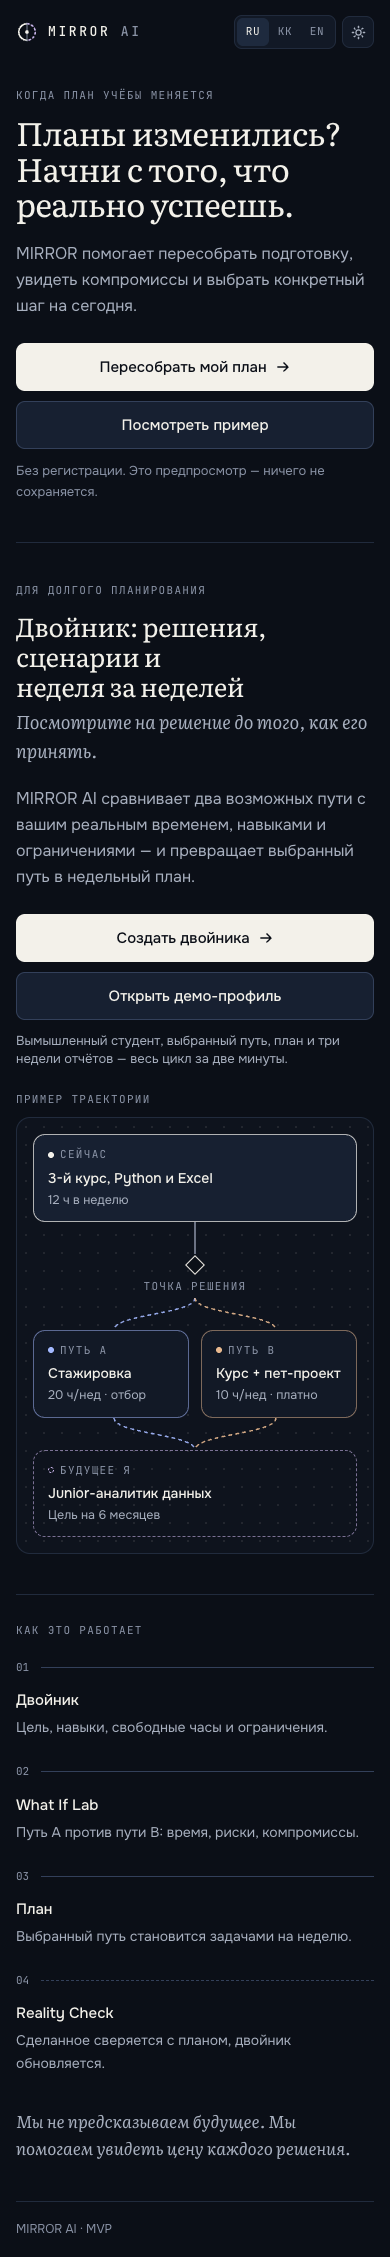 MIRROR AI
RU KK EN
КОГДА ПЛАН УЧЁБЫ МЕНЯЕТСЯ
Планы изменились?
Начни с того, что
реально успеешь.
MIRROR помогает пересобрать подготовку,
увидеть компромиссы и выбрать конкретный
шаг на сегодня.
Пересобрать мой план →
Посмотреть пример
Без регистрации. Это предпросмотр — ничего не
сохраняется.
ДЛЯ ДОЛГОГО ПЛАНИРОВАНИЯ
Двойник: решения,
сценарии и
неделя за неделей
Посмотрите на решение до того, как его
принять.
MIRROR AI сравнивает два возможных пути с
вашим реальным временем, навыками и
ограничениями — и превращает выбранный
путь в недельный план.
Создать двойника →
Открыть демо-профиль
Вымышленный студент, выбранный путь, план и три
недели отчётов — весь цикл за две минуты.
ПРИМЕР ТРАЕКТОРИИ
СЕЙЧАС
3-й курс, Python и Excel
12 ч в неделю
ТОЧКА РЕШЕНИЯ
ПУТЬ A
Стажировка
20 ч/нед · отбор
ПУТЬ B
Курс + пет-проект
10 ч/нед · платно
БУДУЩЕЕ Я
Junior-аналитик данных
Цель на 6 месяцев
КАК ЭТО РАБОТАЕТ
01
Двойник
Цель, навыки, свободные часы и ограничения.
02
What If Lab
Путь A против пути B: время, риски, компромиссы.
03
План
Выбранный путь становится задачами на неделю.
04
Reality Check
Сделанное сверяется с планом, двойник
обновляется.
Мы не предсказываем будущее. Мы
помогаем увидеть цену каждого решения.
MIRROR AI · MVP